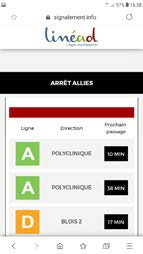 97% 16:38
signalement.info
linéad
ARRÊT ALLIES
Ligne Direction Prochain passage
A POLYCLINIQUE 10 MIN
A POLYCLINIQUE 38 MIN
D BLOIS 2 17 MIN